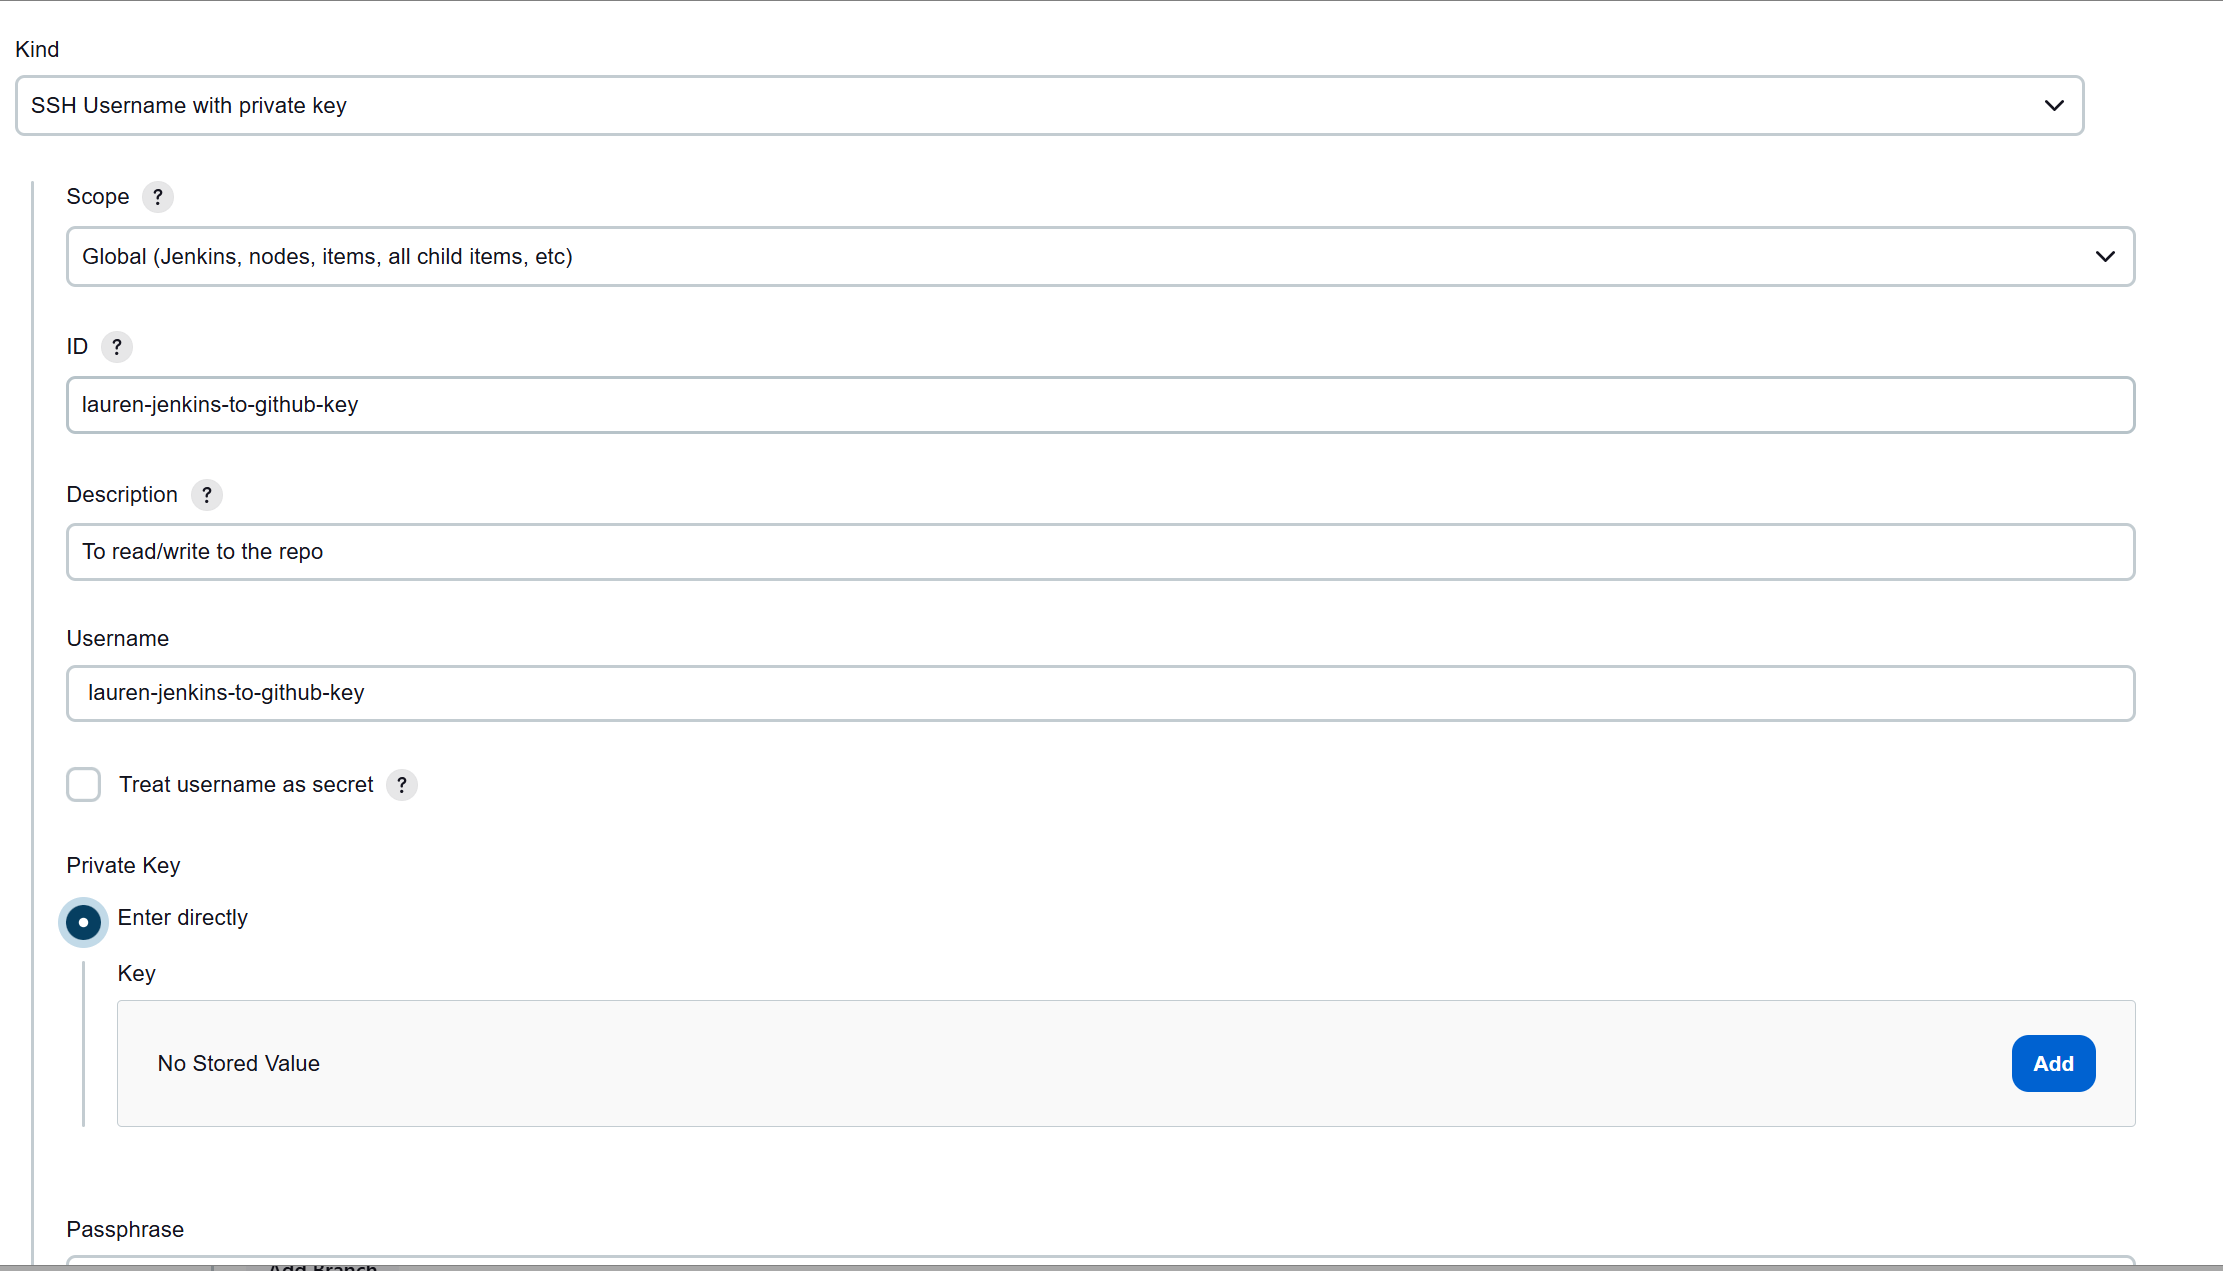 Kind
SSH Username with private key
Scope ?
Global (Jenkins, nodes, items, all child items, etc)
ID ?
lauren-jenkins-to-github-key
Description ?
To read/write to the repo
Username
lauren-jenkins-to-github-key
Treat username as secret ?
Private Key
Enter directly
Key
No Stored Value
Add
Passphrase
Add Branch